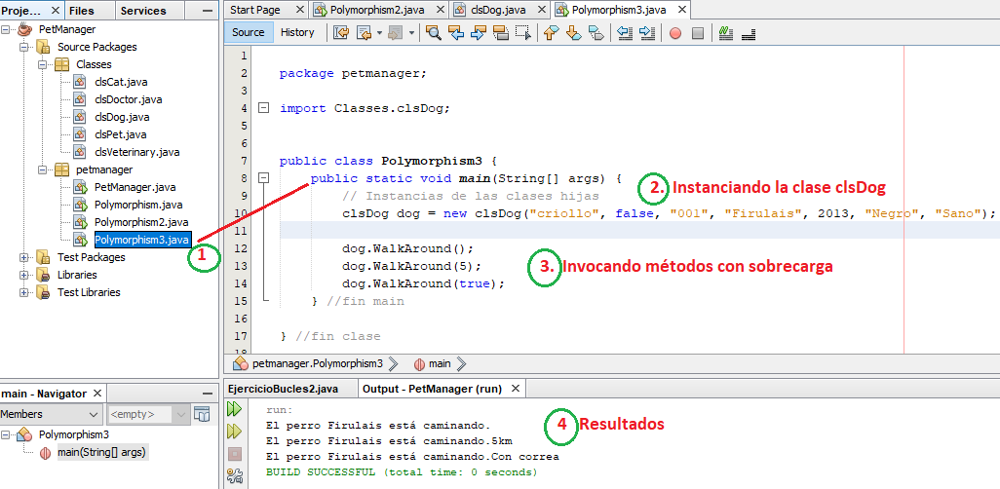 Proje... Files Services
PetManager
Source Packages
Classes
clsCat.java
clsDoctor.java
clsDog.java
clsPet.java
clsVeterinary.java
petmanager
PetManager.java
Polymorphism.java
Polymorphism2.java
Polymorphism3.java
Test Packages
Libraries
Test Libraries
1
main - Navigator
Members <empty>
Polymorphism3
main(String[] args)
Start Page Polymorphism2.java clsDog.java Polymorphism3.java
Source History
1
2 package petmanager;
3
4 import Classes.clsDog;
5
6
7 public class Polymorphism3 {
8 public static void main(String[] args) {
9 // Instancias de las clases hijas
10 clsDog dog = new clsDog("criollo", false, "001", "Firulais", 2013, "Negro", "Sano");
11
12 dog.WalkAround();
13 dog.WalkAround(5);
14 dog.WalkAround(true);
15 } //fin main
16
17 } //fin clase
18
2. Instanciando la clase clsDog
3. Invocando métodos con sobrecarga
petmanager.Polymorphism3 main
EjercicioBucles2.java Output - PetManager (run)
run:
El perro Firulais está caminando.
El perro Firulais está caminando.5km
El perro Firulais está caminando.Con correa
BUILD SUCCESSFUL (total time: 0 seconds)
4 Resultados